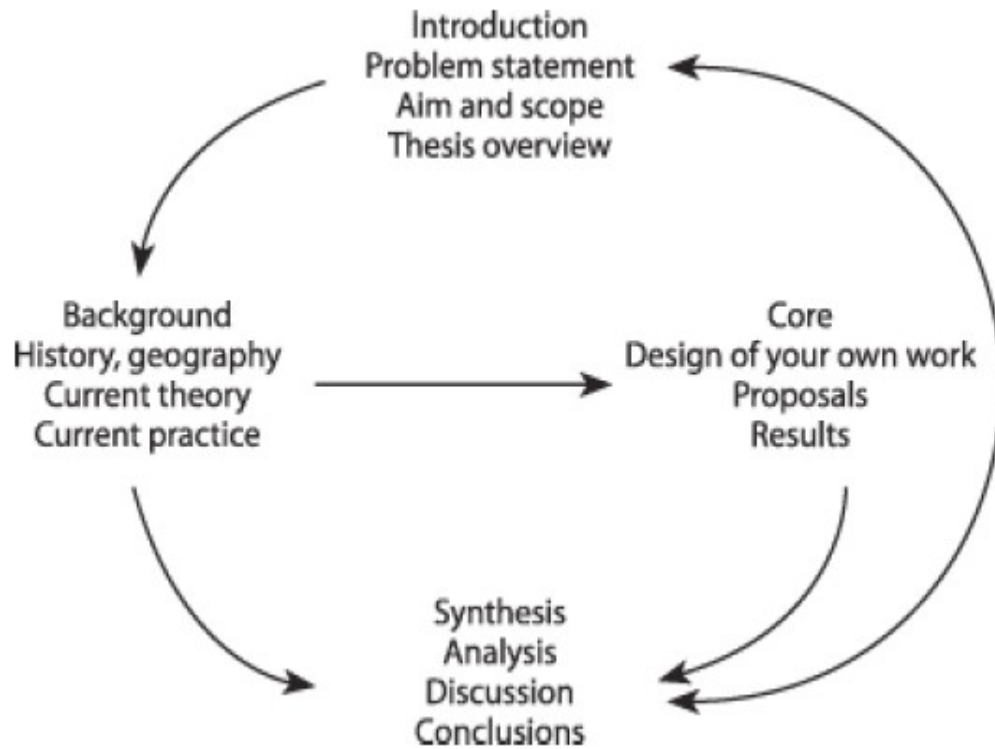 Introduction
Problem statement
Aim and scope
Thesis overview
Background
History, geography
Current theory
Current practice
Core
Design of your own work
Proposals
Results
Synthesis
Analysis
Discussion
Conclusions